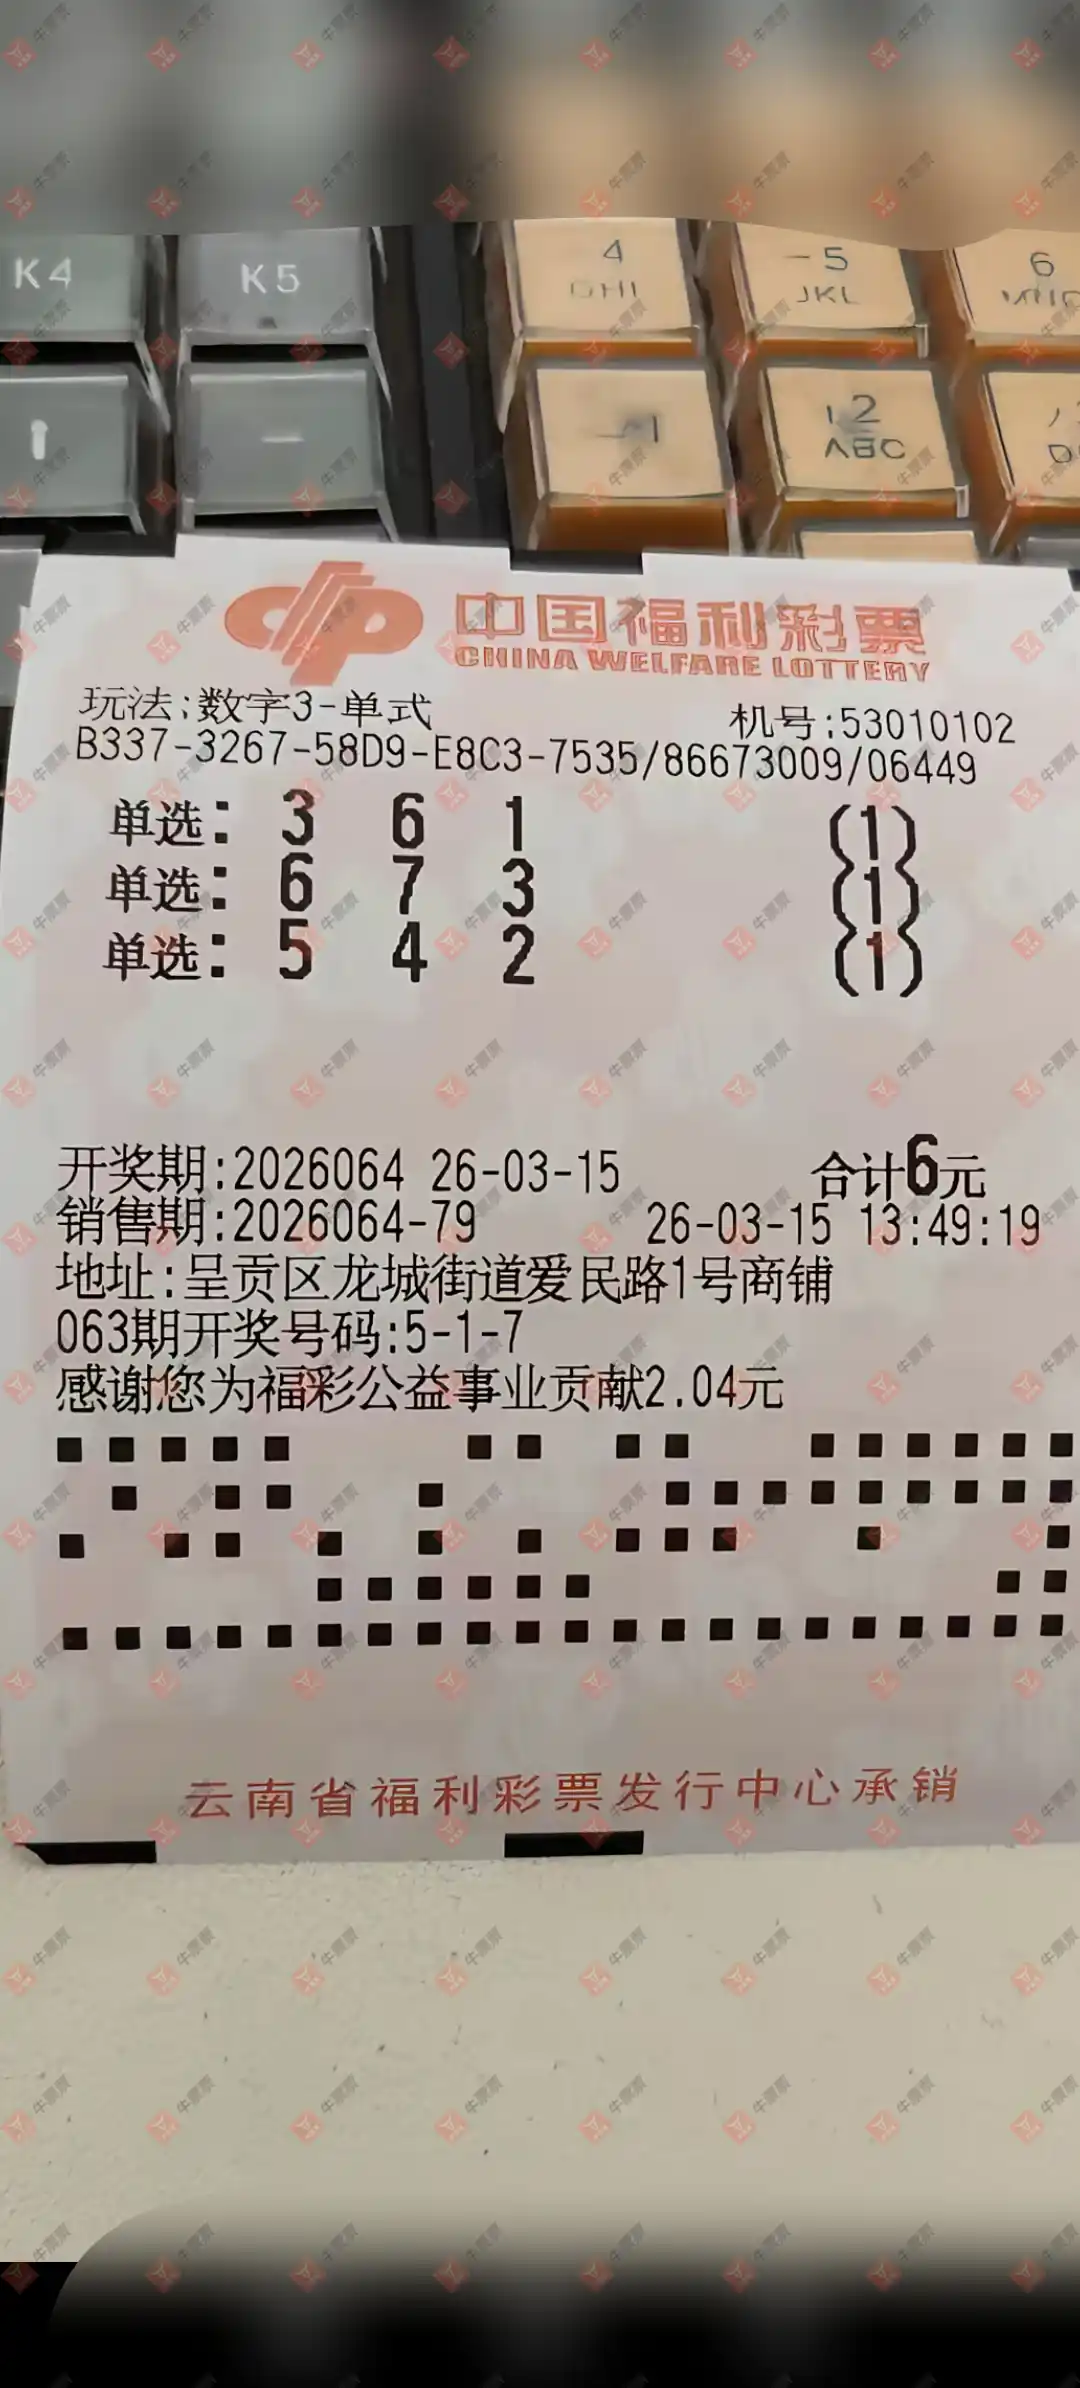 K4 K5 4 - 5 6
GHI JKL
2
ABC
中国福利彩票
CHINA WELFARE LOTTERY
玩法:数字3-单式 机号:53010102
B337-3267-58D9-E8C3-7535/86673009/06449
单选: 3 6 1 (1)
单选: 6 7 3 (1)
单选: 5 4 2 (1)
开奖期:2026064 26-03-15 合计6元
销售期:2026064-79 26-03-15 13:49:19
地址:呈贡区龙城街道爱民路1号商铺
063期开奖号码:5-1-7
感谢您为福彩公益事业贡献2.04元
云南省福利彩票发行中心承销
牛票票